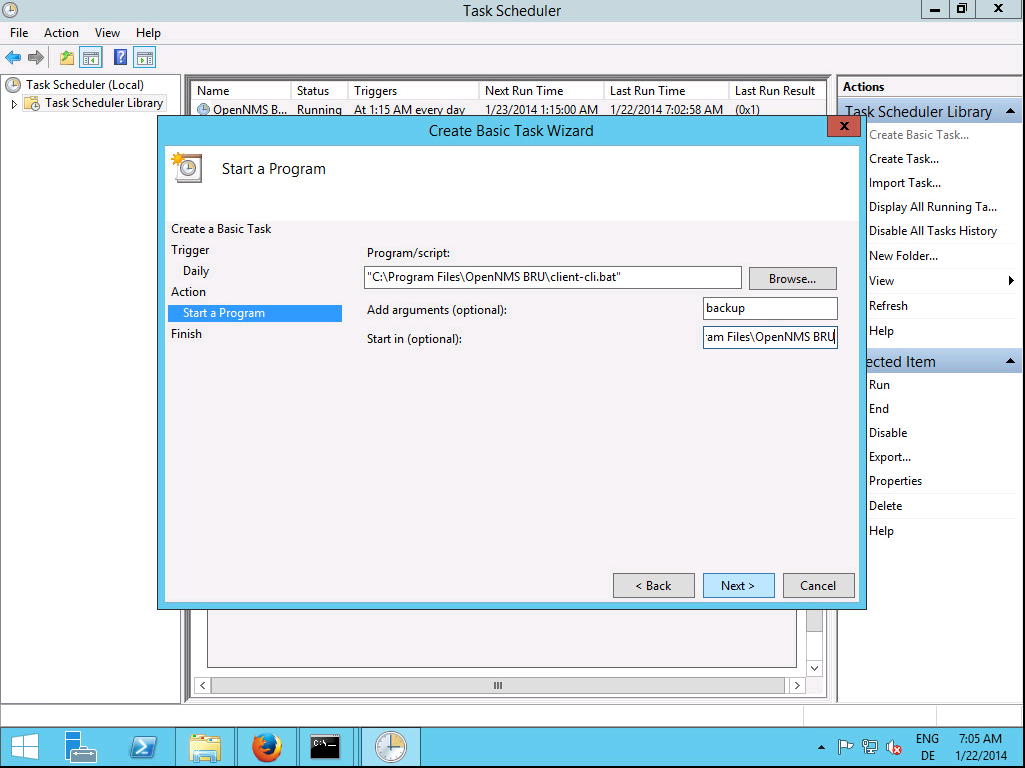 Task Scheduler
File Action View Help
Task Scheduler (Local)
Task Scheduler Library
Name Status Triggers Next Run Time Last Run Time Last Run Result
OpenNMS B... Running At 1:15 AM every day 1/23/2014 1:15:00 AM 1/22/2014 7:02:58 AM (0x1)
Actions
Task Scheduler Library
Create Basic Task...
Create Task...
Import Task...
Display All Running Ta...
Disable All Tasks History
New Folder...
View
Refresh
Help
ected Item
Run
End
Disable
Export...
Properties
Delete
Help
Create Basic Task Wizard
X
Start a Program
Create a Basic Task
Trigger
Daily
Action
Start a Program
Finish
Program/script:
"C:\Program Files\OpenNMS BRU\client-cli.bat"
Browse...
Add arguments (optional):
backup
Start in (optional):
ram Files\OpenNMS BRU
< Back
Next >
Cancel
C:\_
ENG
DE
7:05 AM
1/22/2014